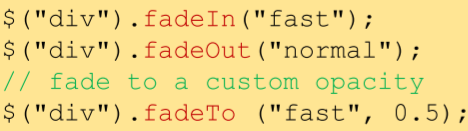 $("div").fadeIn("fast");
$("div").fadeOut("normal");
// fade to a custom opacity
$("div").fadeTo ("fast", 0.5);